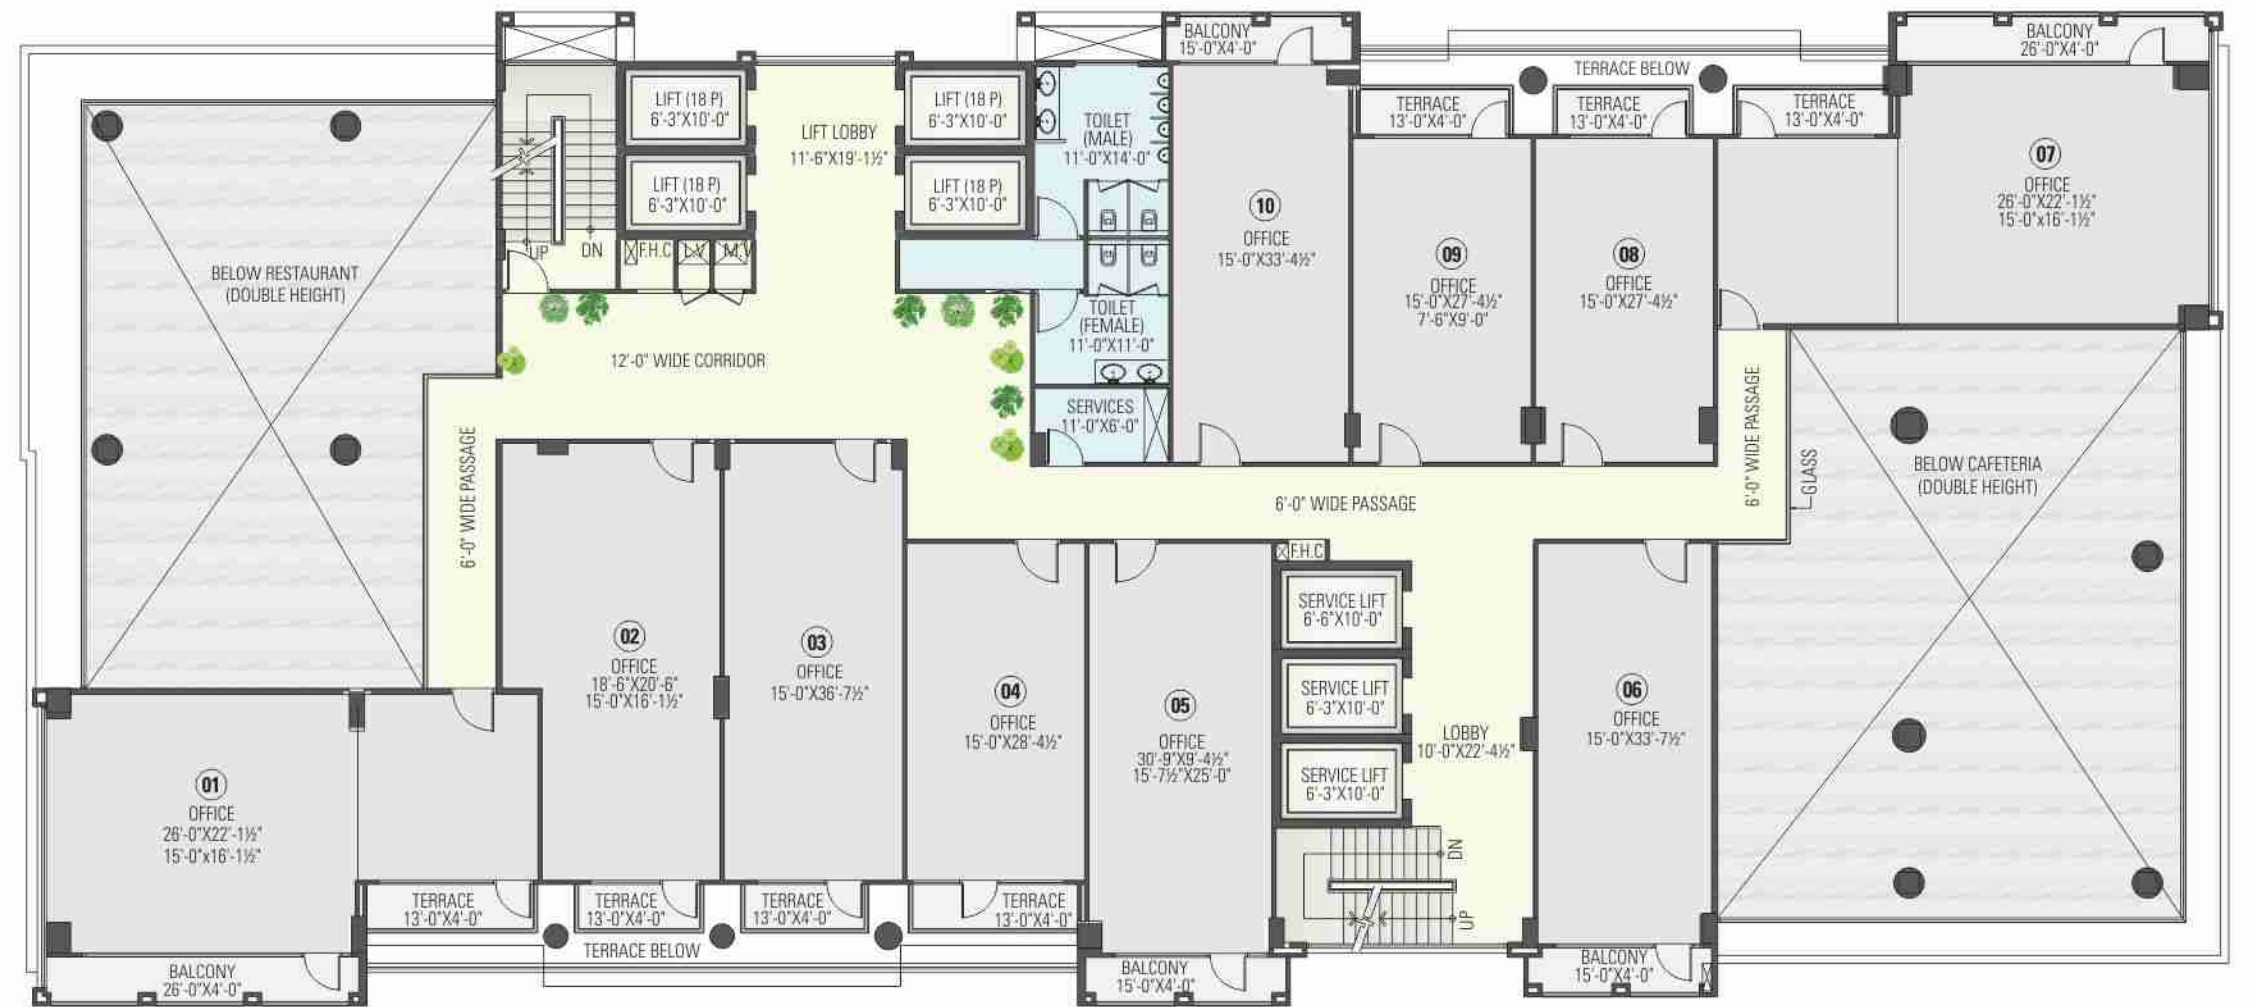 BALCONY
15'-0"X4'-0"
BALCONY
26'-0"X4'-0"
TERRACE BELOW
LIFT (18 P)
6'-3"X10'-0"
LIFT LOBBY
11'-6"X19'-1½"
LIFT (18 P)
6'-3"X10'-0"
TOILET
(MALE)
11'-0"X14'-0"
TERRACE
13'-0"X4'-0"
TERRACE
13'-0"X4'-0"
TERRACE
13'-0"X4'-0"
LIFT (18 P)
6'-3"X10'-0"
LIFT (18 P)
6'-3"X10'-0"
07
OFFICE
26'-0"X22'-1½"
15'-0"x16'-1½"
10
OFFICE
15'-0"X33'-4½"
09
OFFICE
15'-0"X27'-4½"
7'-6"X9'-0"
08
OFFICE
15'-0"X27'-4½"
UP
DN
F.H.C
L.V
M.V
BELOW RESTAURANT
(DOUBLE HEIGHT)
TOILET
(FEMALE)
11'-0"X11'-0"
12'-0" WIDE CORRIDOR
SERVICES
11'-0"X6'-0"
6'-0" WIDE PASSAGE
6'-0" WIDE PASSAGE
GLASS
BELOW CAFETERIA
(DOUBLE HEIGHT)
6'-0" WIDE PASSAGE
F.H.C
SERVICE LIFT
6'-6"X10'-0"
02
OFFICE
18'-6"X20'-6"
15'-0"X16'-1½"
03
OFFICE
15'-0"X36'-7½"
04
OFFICE
15'-0"X28'-4½"
05
OFFICE
30'-9"X9'-4½"
15'-7½"X25'-0"
SERVICE LIFT
6'-3"X10'-0"
06
OFFICE
15'-0"X33'-7½"
LOBBY
10'-0"X22'-4½"
SERVICE LIFT
6'-3"X10'-0"
01
OFFICE
26'-0"X22'-1½"
15'-0"x16'-1½"
DN
UP
TERRACE
13'-0"X4'-0"
TERRACE
13'-0"X4'-0"
TERRACE
13'-0"X4'-0"
TERRACE
13'-0"X4'-0"
TERRACE BELOW
BALCONY
26'-0"X4'-0"
BALCONY
15'-0"X4'-0"
BALCONY
15'-0"X4'-0"